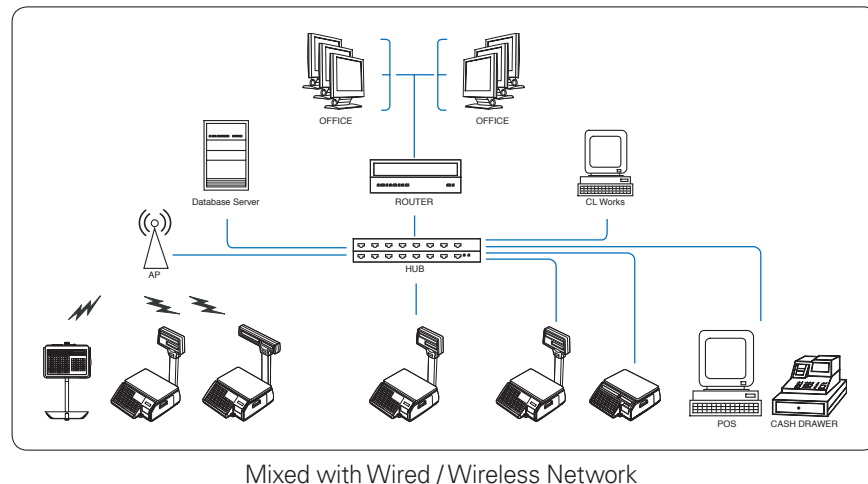 OFFICE
OFFICE
Database Server
ROUTER
CL Works
AP
HUB
POS
CASH DRAWER
Mixed with Wired / Wireless Network